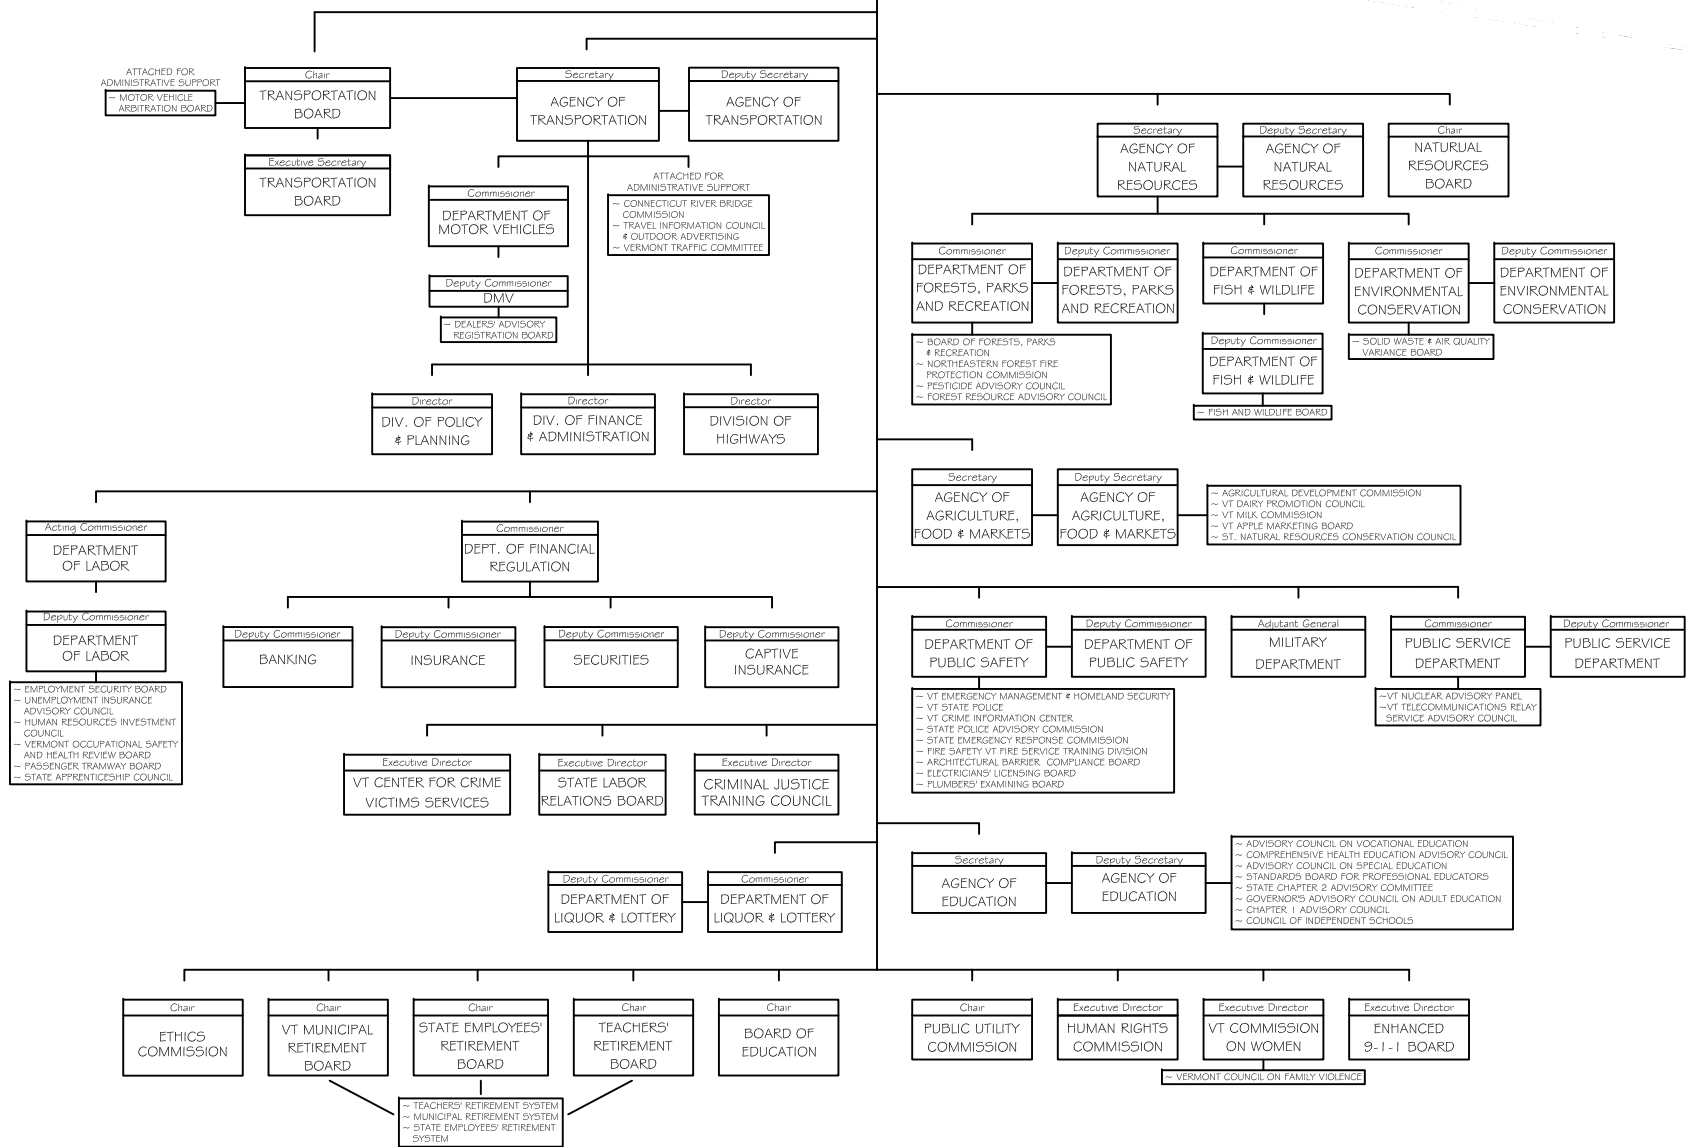 ATTACHED FOR
ADMINISTRATIVE SUPPORT
~ MOTOR VEHICLE
ARBITRATION BOARD
Chair
TRANSPORTATION
BOARD
Executive Secretary
TRANSPORTATION
BOARD
Secretary
AGENCY OF
TRANSPORTATION
Deputy Secretary
AGENCY OF
TRANSPORTATION
Commissioner
DEPARTMENT OF
MOTOR VEHICLES
Deputy Commissioner
DMV
~ DEALERS' ADVISORY
REGISTRATION BOARD
ATTACHED FOR
ADMINISTRATIVE SUPPORT
~ CONNECTICUT RIVER BRIDGE
COMMISSION
~ TRAVEL INFORMATION COUNCIL
& OUTDOOR ADVERTISING
~ VERMONT TRAFFIC COMMITTEE
Director
DIV. OF POLICY
& PLANNING
Director
DIV. OF FINANCE
& ADMINISTRATION
Director
DIVISION OF
HIGHWAYS
Secretary
AGENCY OF
NATURAL
RESOURCES
Deputy Secretary
AGENCY OF
NATURAL
RESOURCES
Chair
NATURUAL
RESOURCES
BOARD
Commissioner
DEPARTMENT OF
FORESTS, PARKS
AND RECREATION
Deputy Commissioner
DEPARTMENT OF
FORESTS, PARKS
AND RECREATION
~ BOARD OF FORESTS, PARKS
& RECREATION
~ NORTHEASTERN FOREST FIRE
PROTECTION COMMISSION
~ PESTICIDE ADVISORY COUNCIL
~ FOREST RESOURCE ADVISORY COUNCIL
Commissioner
DEPARTMENT OF
FISH & WILDLIFE
Deputy Commissioner
DEPARTMENT OF
FISH & WILDLIFE
~ FISH AND WILDLIFE BOARD
Commissioner
DEPARTMENT OF
ENVIRONMENTAL
CONSERVATION
Deputy Commissioner
DEPARTMENT OF
ENVIRONMENTAL
CONSERVATION
~ SOLID WASTE & AIR QUALITY
VARIANCE BOARD
Secretary
AGENCY OF
AGRICULTURE,
FOOD & MARKETS
Deputy Secretary
AGENCY OF
AGRICULTURE,
FOOD & MARKETS
~ AGRICULTURAL DEVELOPMENT COMMISSION
~ VT DAIRY PROMOTION COUNCIL
~ VT MILK COMMISSION
~ VT APPLE MARKETING BOARD
~ ST. NATURAL RESOURCES CONSERVATION COUNCIL
Acting Commissioner
DEPARTMENT
OF LABOR
Deputy Commissioner
DEPARTMENT
OF LABOR
~ EMPLOYMENT SECURITY BOARD
~ UNEMPLOYMENT INSURANCE
ADVISORY COUNCIL
~ HUMAN RESOURCES INVESTMENT
COUNCIL
~ VERMONT OCCUPATIONAL SAFETY
AND HEALTH REVIEW BOARD
~ PASSENGER TRAMWAY BOARD
~ STATE APPRENTICESHIP COUNCIL
Commissioner
DEPT. OF FINANCIAL
REGULATION
Deputy Commissioner
BANKING
Deputy Commissioner
INSURANCE
Deputy Commissioner
SECURITIES
Deputy Commissioner
CAPTIVE
INSURANCE
Commissioner
DEPARTMENT OF
PUBLIC SAFETY
Deputy Commissioner
DEPARTMENT OF
PUBLIC SAFETY
~ VT EMERGENCY MANAGEMENT & HOMELAND SECURITY
~ VT STATE POLICE
~ VT CRIME INFORMATION CENTER
~ STATE POLICE ADVISORY COMMISSION
~ STATE EMERGENCY RESPONSE COMMISSION
~ FIRE SAFETY VT FIRE SERVICE TRAINING DIVISION
~ ARCHITECTURAL BARRIER COMPLIANCE BOARD
~ ELECTRICIANS' LICENSING BOARD
~ PLUMBERS' EXAMINING BOARD
Adjutant General
MILITARY
DEPARTMENT
Commissioner
PUBLIC SERVICE
DEPARTMENT
Deputy Commissioner
PUBLIC SERVICE
DEPARTMENT
~VT NUCLEAR ADVISORY PANEL
~VT TELECOMMUNICATIONS RELAY
SERVICE ADVISORY COUNCIL
Executive Director
VT CENTER FOR CRIME
VICTIMS SERVICES
Executive Director
STATE LABOR
RELATIONS BOARD
Executive Director
CRIMINAL JUSTICE
TRAINING COUNCIL
Deputy Commissioner
DEPARTMENT OF
LIQUOR & LOTTERY
Commissioner
DEPARTMENT OF
LIQUOR & LOTTERY
Secretary
AGENCY OF
EDUCATION
Deputy Secretary
AGENCY OF
EDUCATION
~ ADVISORY COUNCIL ON VOCATIONAL EDUCATION
~ COMPREHENSIVE HEALTH EDUCATION ADVISORY COUNCIL
~ ADVISORY COUNCIL ON SPECIAL EDUCATION
~ STANDARDS BOARD FOR PROFESSIONAL EDUCATORS
~ STATE CHAPTER 2 ADVISORY COMMITTEE
~ GOVERNOR'S ADVISORY COUNCIL ON ADULT EDUCATION
~ CHAPTER 1 ADVISORY COUNCIL
~ COUNCIL OF INDEPENDENT SCHOOLS
Chair
ETHICS
COMMISSION
Chair
VT MUNICIPAL
RETIREMENT
BOARD
Chair
STATE EMPLOYEES'
RETIREMENT
BOARD
Chair
TEACHERS'
RETIREMENT
BOARD
Chair
BOARD OF
EDUCATION
~ TEACHERS' RETIREMENT SYSTEM
~ MUNICIPAL RETIREMENT SYSTEM
~ STATE EMPLOYEES' RETIREMENT
SYSTEM
Chair
PUBLIC UTILITY
COMMISSION
Executive Director
HUMAN RIGHTS
COMMISSION
Executive Director
VT COMMISSION
ON WOMEN
~ VERMONT COUNCIL ON FAMILY VIOLENCE
Executive Director
ENHANCED
9-1-1 BOARD